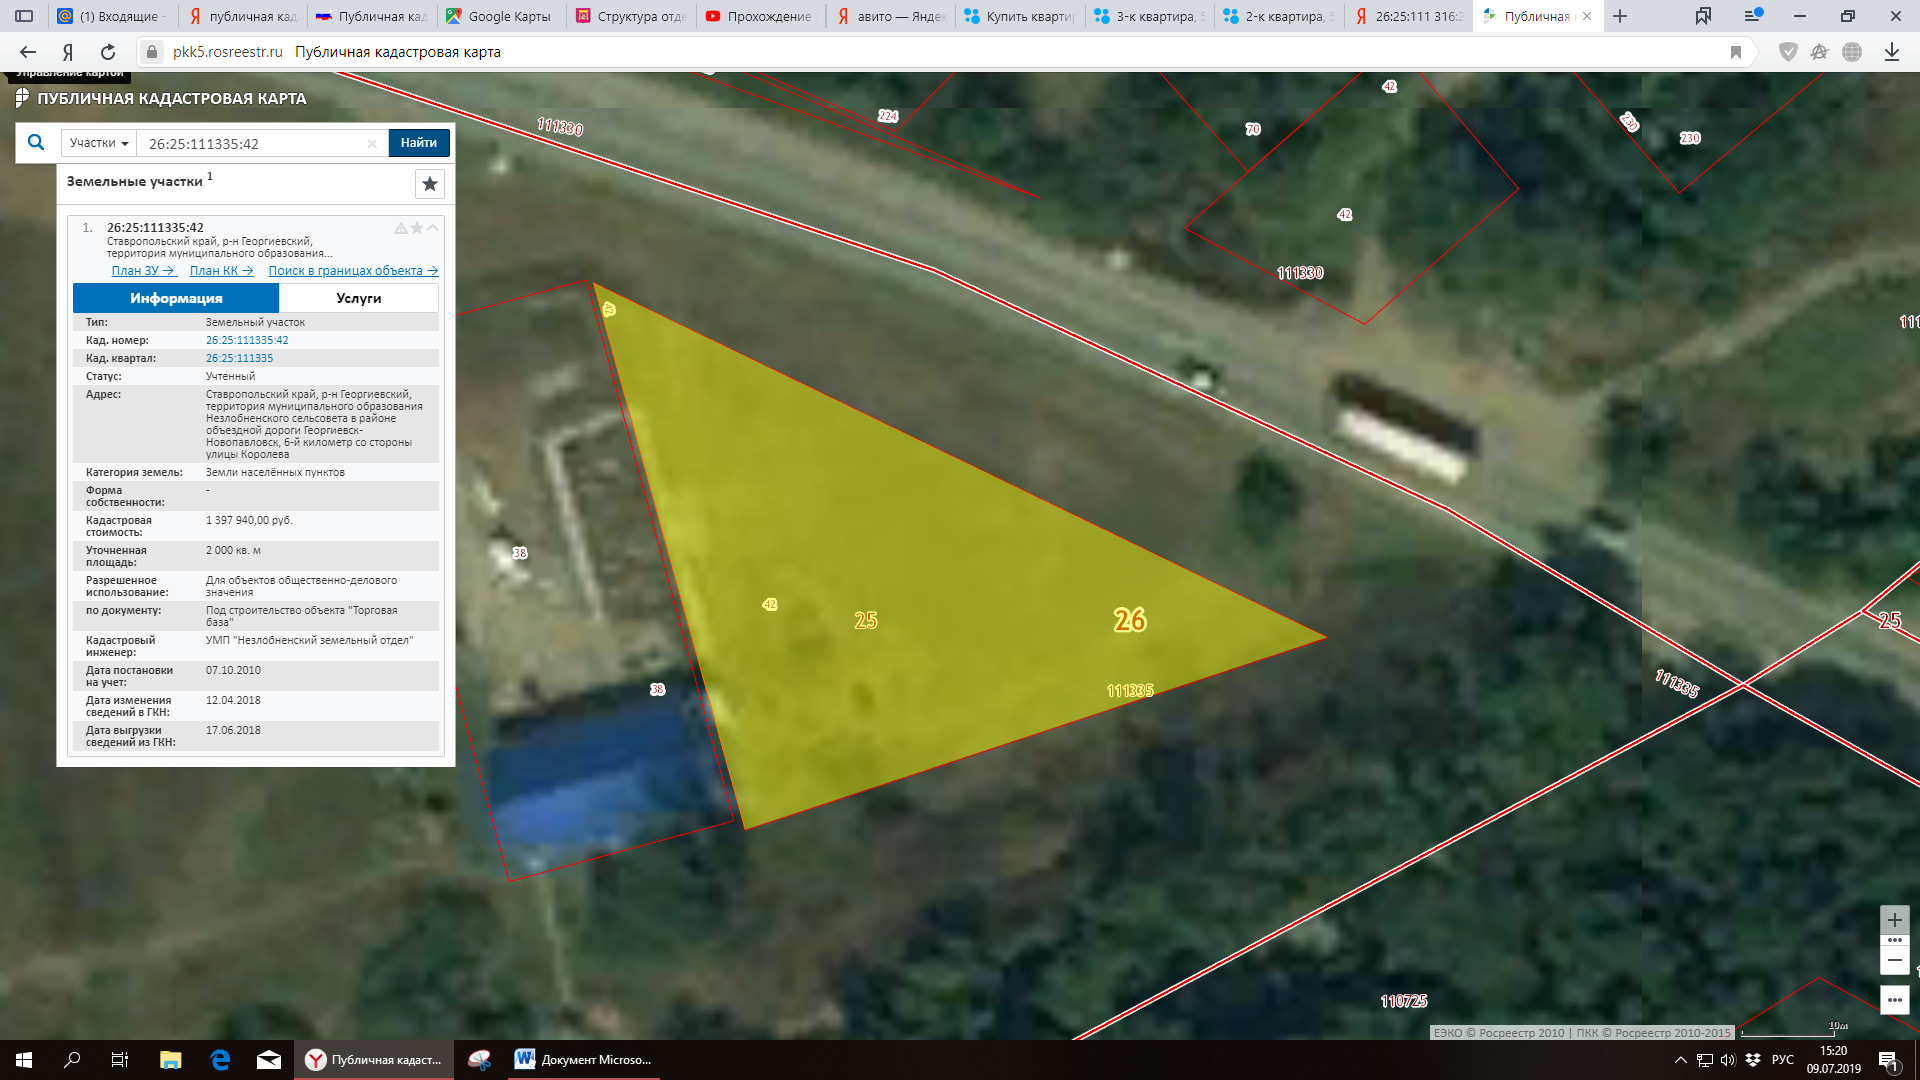 (1) Входящие -
публичная кад
Публичная кад
Google Карты
Структура отде
Прохождение
авито — Яндек
Купить кварти
3-к квартира, 5
2-к квартира, 5
26:25:111 316:2
Публичная
pkk5.rosreestr.ru Публичная кадастровая карта
Управление картой
ПУБЛИЧНАЯ КАДАСТРОВАЯ КАРТА
Участки 26:25:111335:42 Найти
Земельные участки 1
1. 26:25:111335:42
Ставропольский край, р-н Георгиевский,
территория муниципального образования...
План ЗУ → План КК → Поиск в границах объекта →
Информация Услуги
Тип: Земельный участок
Кад. номер: 26:25:111335:42
Кад. квартал: 26:25:111335
Статус: Учтенный
Адрес: Ставропольский край, р-н Георгиевский,
территория муниципального образования
Незлобненского сельсовета в районе
объездной дороги Георгиевск-
Новопавловск, 6-й километр со стороны
улицы Королева
Категория земель: Земли населённых пунктов
Форма
собственности: -
Кадастровая
стоимость: 1 397 940,00 руб.
Уточненная
площадь: 2 000 кв. м
Разрешенное
использование: Для объектов общественно-делового
значения
по документу: Под строительство объекта "Торговая
база"
Кадастровый
инженер: УМП "Незлобненский земельный отдел"
Дата постановки
на учет: 07.10.2010
Дата изменения
сведений в ГКН: 12.04.2018
Дата выгрузки
сведений из ГКН: 17.06.2018
111330
224
70
42
230
230
42
111330
38
42
25
26
38
111335
25
111335
110725
ЕЭКО © Росреестр 2010 | ПКК © Росреестр 2010-2015
10м
Публичная кадаст...
Документ Microso...
РУС
15:20
09.07.2019
1